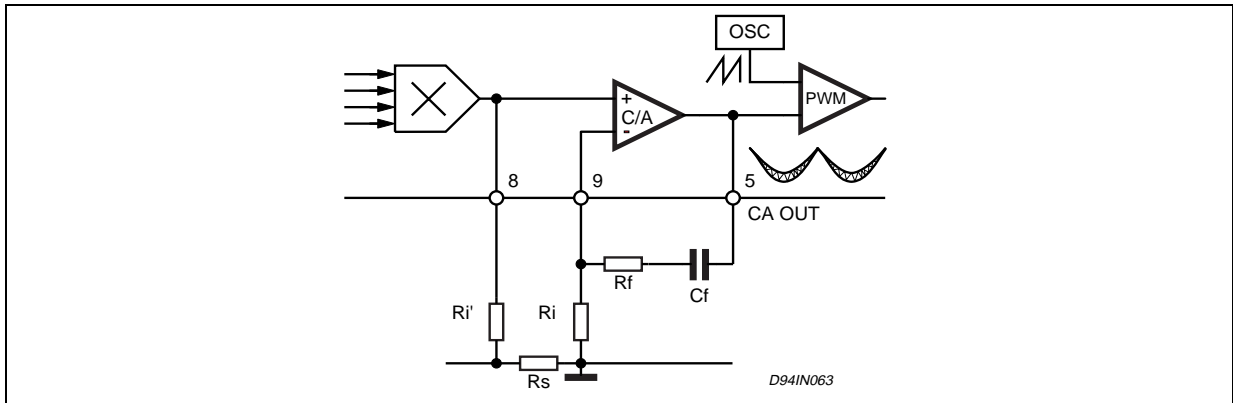 OSC
PWM
+
C/A
-
8
9
5
CA OUT
Rf
Cf
Ri'
Ri
Rs
D94IN063